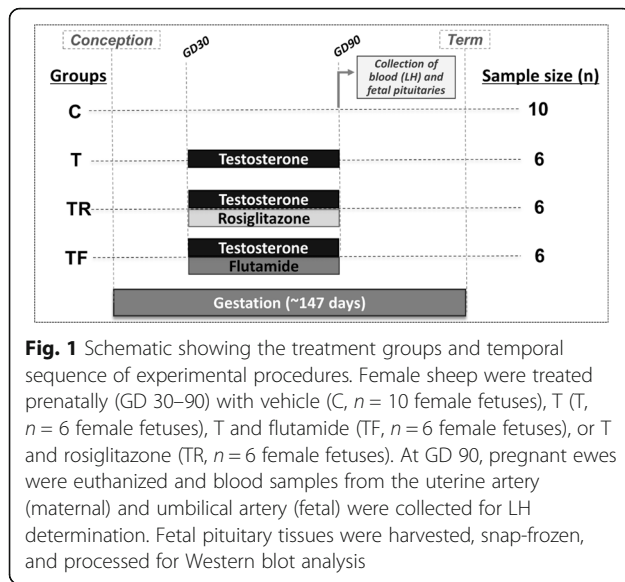 Conception
GD30
GD90
Term
Collection of
blood (LH) and
fetal pituitaries
Groups
Sample size (n)
C
10
T
Testosterone
6
TR
Testosterone
Rosiglitazone
6
TF
Testosterone
Flutamide
6
Gestation (~147 days)
Fig. 1 Schematic showing the treatment groups and temporal
sequence of experimental procedures. Female sheep were treated
prenatally (GD 30–90) with vehicle (C, n = 10 female fetuses), T (T,
n = 6 female fetuses), T and flutamide (TF, n = 6 female fetuses), or T
and rosiglitazone (TR, n = 6 female fetuses). At GD 90, pregnant ewes
were euthanized and blood samples from the uterine artery
(maternal) and umbilical artery (fetal) were collected for LH
determination. Fetal pituitary tissues were harvested, snap-frozen,
and processed for Western blot analysis